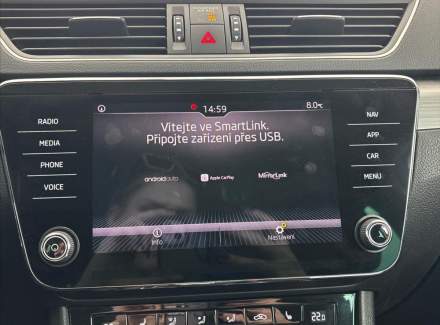 14:59
8.0°C
RADIO
MEDIA
PHONE
VOICE
Vítejte ve SmartLink.
Připojte zařízení přes USB.
androidauto
Apple CarPlay
MirrorLink
Info
Nastavení
NAV
APP
CAR
MENU
22.0